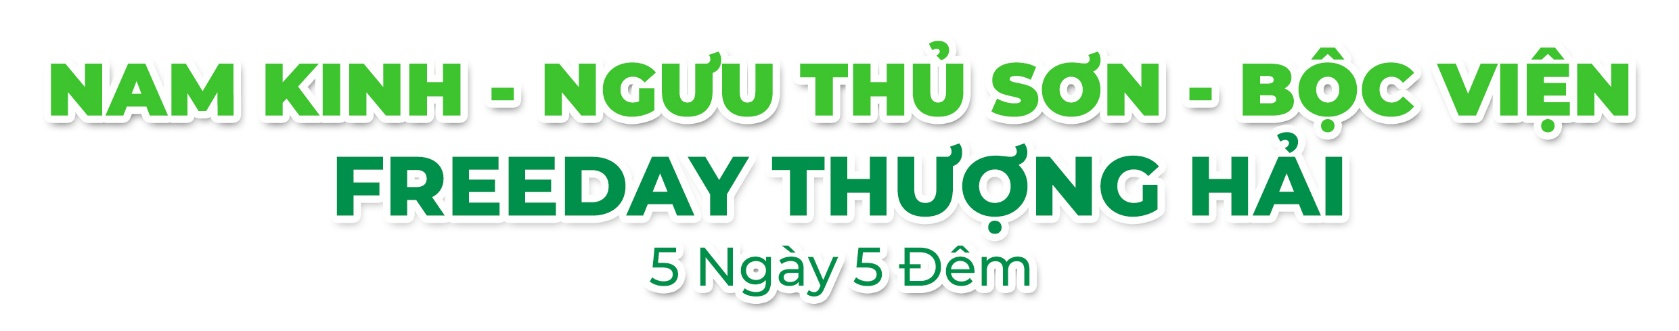 NAM KINH - NGƯU THỦ SƠN - BỘC VIỆN
FREEDAY THƯỢNG HẢI
5 Ngày 5 Đêm